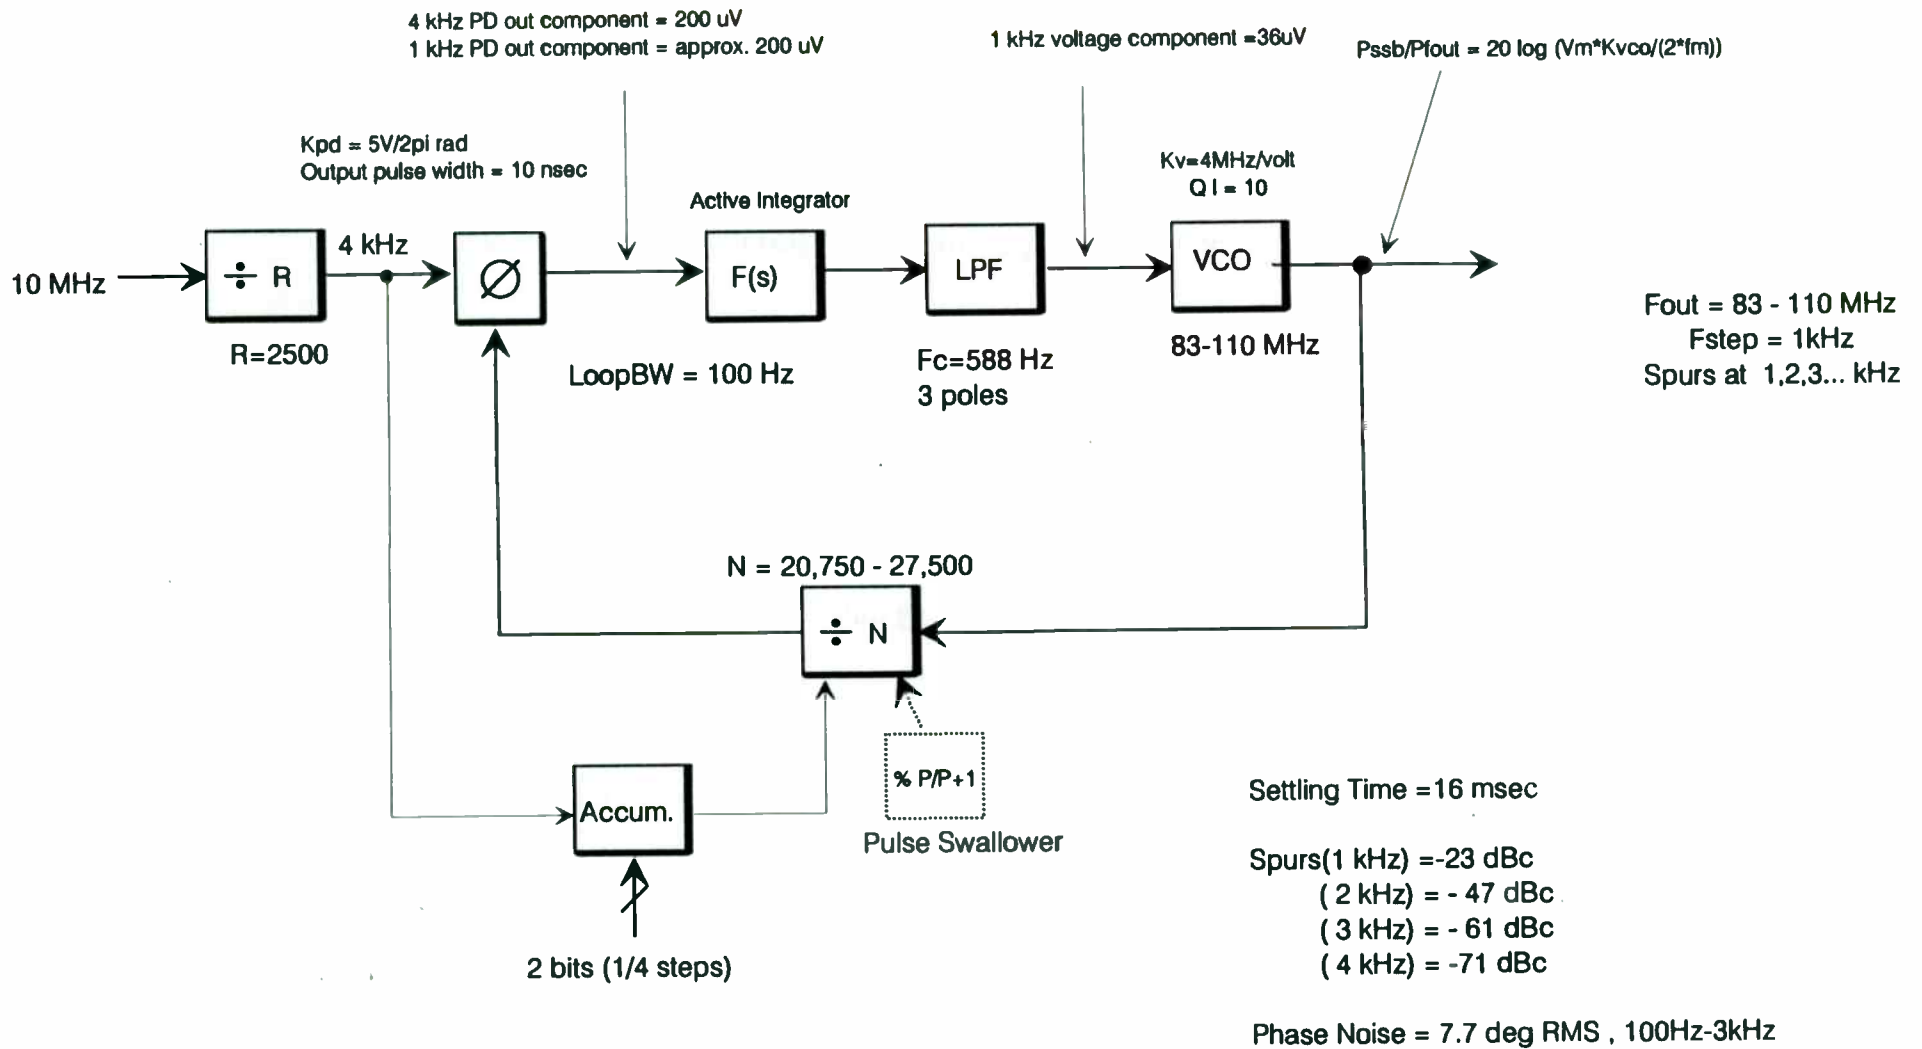 4 kHz PD out component = 200 uV
1 kHz PD out component = approx. 200 uV
1 kHz voltage component =36uV
Pssb/Pfout = 20 log (Vm*Kvco/(2*fm))
Kpd = 5V/2pi rad
Output pulse width = 10 nsec
Kv=4MHz/volt
Q l = 10
Active Integrator
10 MHz
÷ R
4 kHz
Ø
F(s)
LPF
VCO
R=2500
LoopBW = 100 Hz
Fc=588 Hz
3 poles
83-110 MHz
Fout = 83 - 110 MHz
Fstep = 1kHz
Spurs at 1,2,3... kHz
N = 20,750 - 27,500
÷ N
% P/P+1
Pulse Swallower
Accum.
2 bits (1/4 steps)
Settling Time =16 msec
Spurs(1 kHz) =-23 dBc
( 2 kHz) = - 47 dBc
( 3 kHz) = - 61 dBc
( 4 kHz) = -71 dBc
Phase Noise = 7.7 deg RMS , 100Hz-3kHz